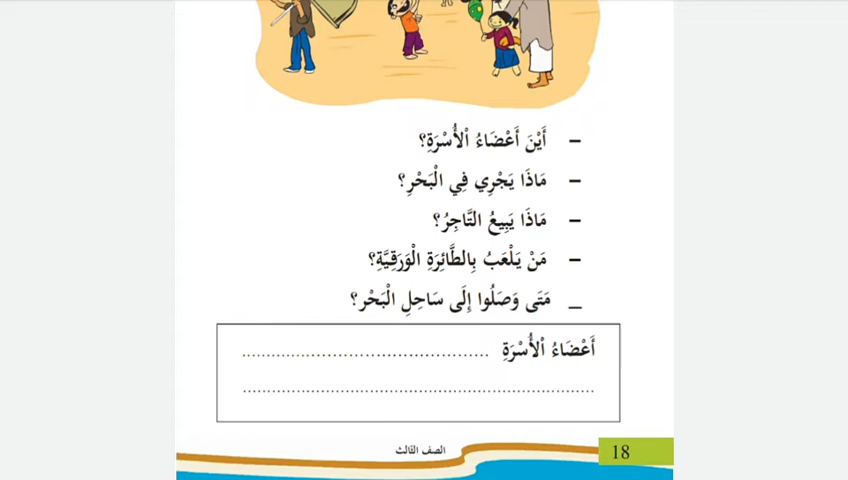 – أَيْنَ أَعْضَاءُ الْأُسْرَةِ؟
– مَاذَا يَجْرِي فِي الْبَحْرِ؟
– مَاذَا يَبِيعُ التَّاجِرُ؟
– مَنْ يَلْعَبُ بِالطَّائِرَةِ الْوَرَقِيَّةِ؟
_ مَتَى وَصَلُوا إِلَى سَاحِلِ الْبَحْرِ؟
أَعْضَاءُ الْأُسْرَةِ ..........................................
............................................................
الصف الثالث
18